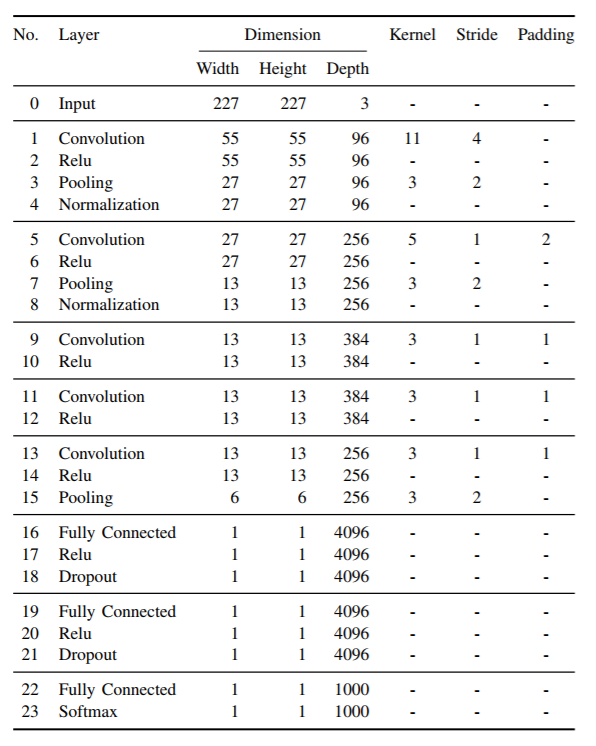 No. Layer Dimension Kernel Stride Padding
Width Height Depth
0 Input 227 227 3 - - -
1 Convolution 55 55 96 11 4 -
2 Relu 55 55 96 - - -
3 Pooling 27 27 96 3 2 -
4 Normalization 27 27 96 - - -
5 Convolution 27 27 256 5 1 2
6 Relu 27 27 256 - - -
7 Pooling 13 13 256 3 2 -
8 Normalization 13 13 256 - - -
9 Convolution 13 13 384 3 1 1
10 Relu 13 13 384 - - -
11 Convolution 13 13 384 3 1 1
12 Relu 13 13 384 - - -
13 Convolution 13 13 256 3 1 1
14 Relu 13 13 256 - - -
15 Pooling 6 6 256 3 2 -
16 Fully Connected 1 1 4096 - - -
17 Relu 1 1 4096 - - -
18 Dropout 1 1 4096 - - -
19 Fully Connected 1 1 4096 - - -
20 Relu 1 1 4096 - - -
21 Dropout 1 1 4096 - - -
22 Fully Connected 1 1 1000 - - -
23 Softmax 1 1 1000 - - -